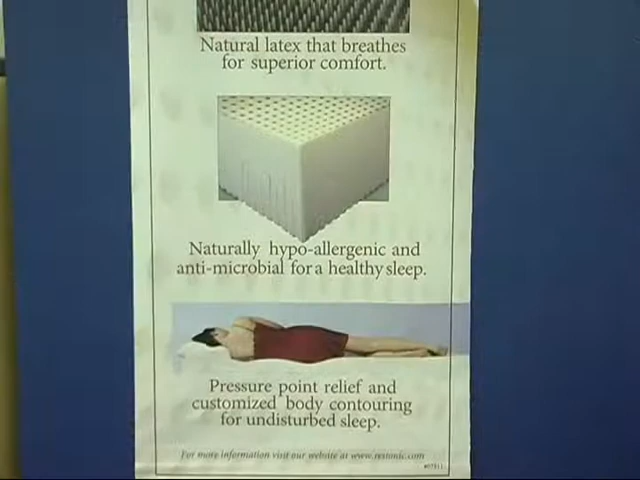 Natural latex that breathes
for superior comfort.
Naturally hypo-allergenic and
anti-microbial for a healthy sleep.
Pressure point relief and
customized body contouring
for undisturbed sleep.
For more information visit our website at www.restonic.com